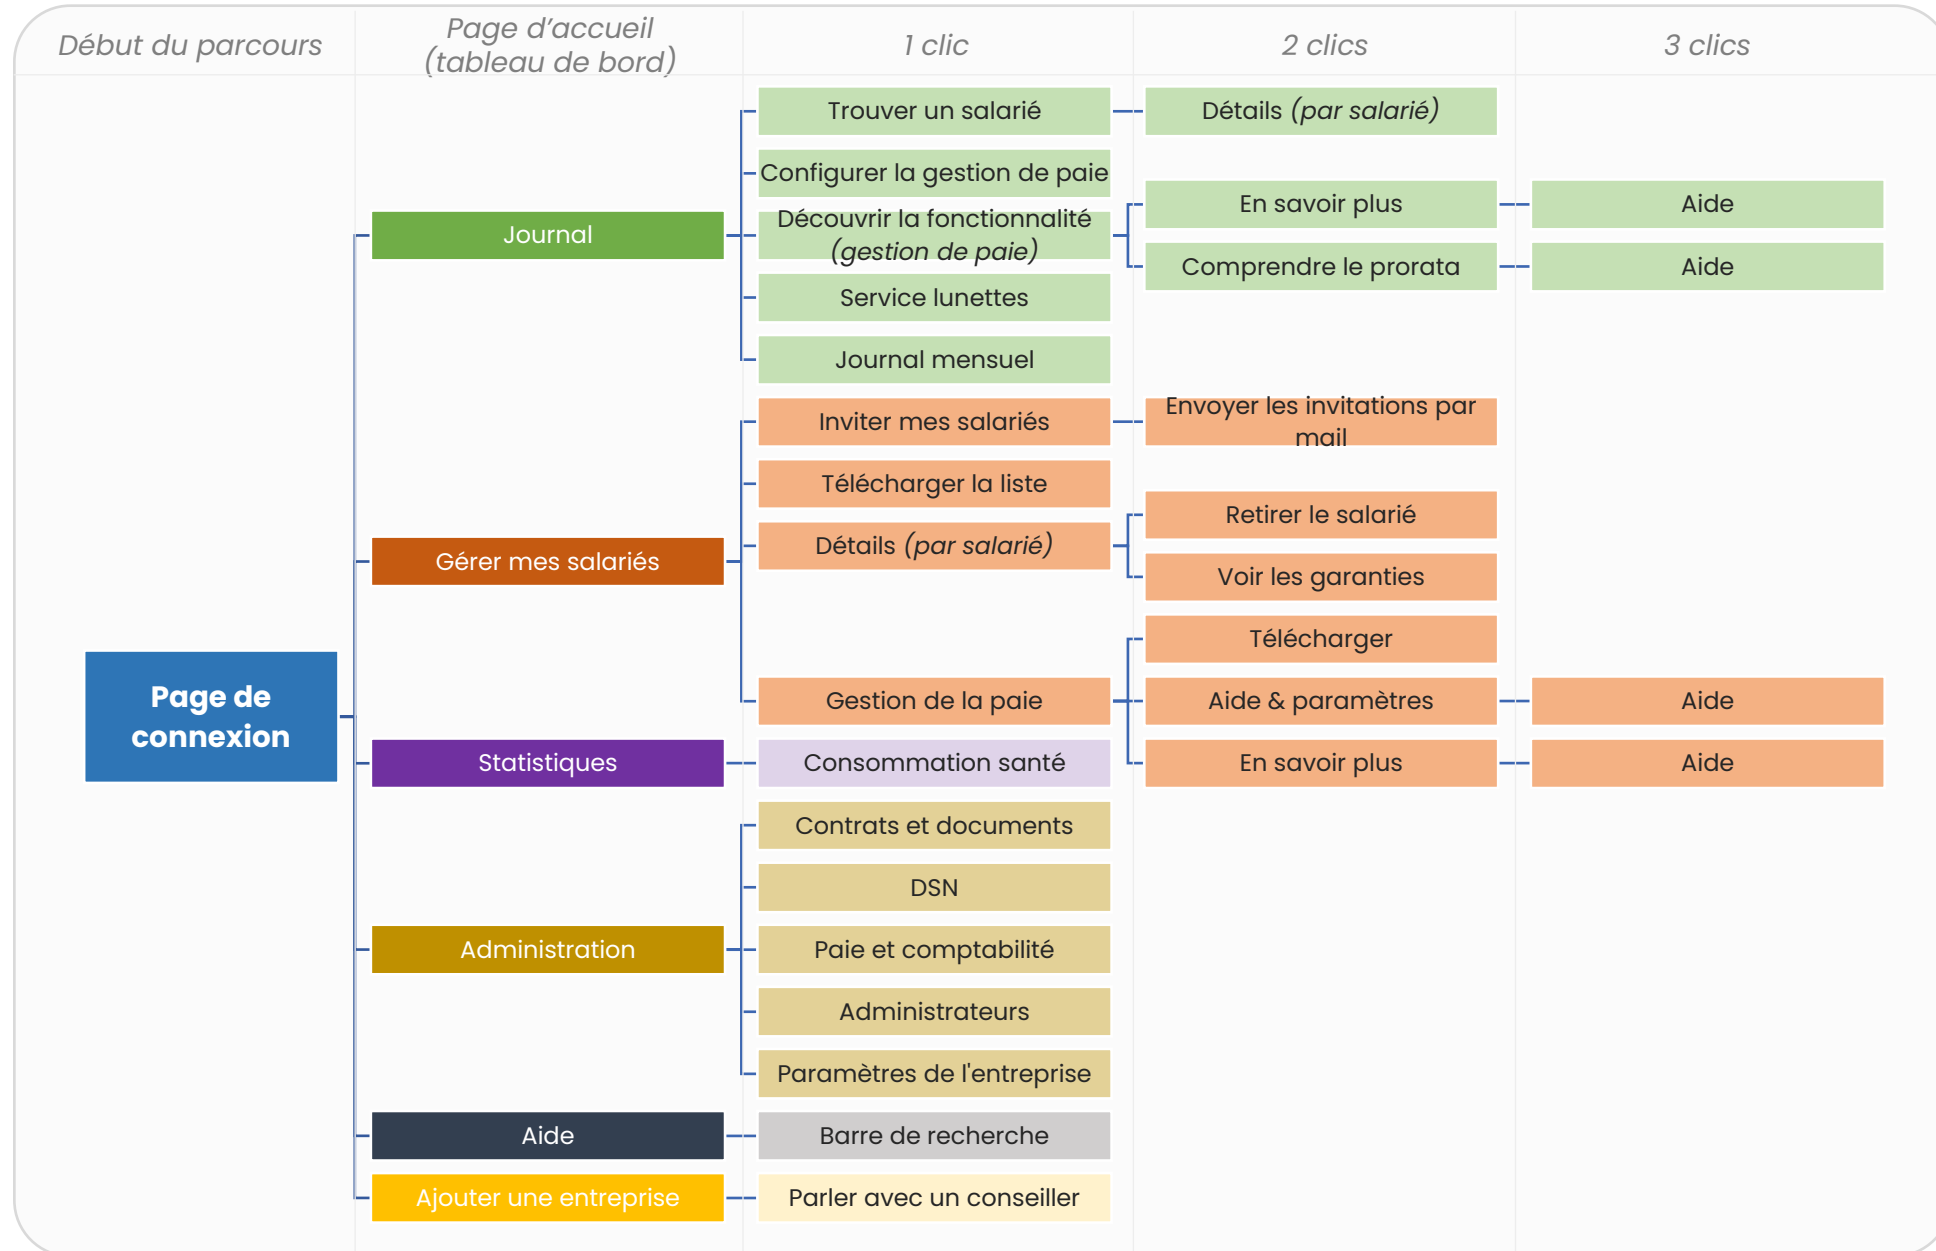 Début du parcours
Page d’accueil
(tableau de bord)
1 clic
2 clics
3 clics
Trouver un salarié
Détails (par salarié)
Configurer la gestion de paie
En savoir plus
Aide
Journal
Découvrir la fonctionnalité
(gestion de paie)
Comprendre le prorata
Aide
Service lunettes
Journal mensuel
Inviter mes salariés
Envoyer les invitations par
mail
Télécharger la liste
Retirer le salarié
Détails (par salarié)
Gérer mes salariés
Voir les garanties
Télécharger
Page de
connexion
Gestion de la paie
Aide & paramètres
Aide
Statistiques
Consommation santé
En savoir plus
Aide
Contrats et documents
DSN
Administration
Paie et comptabilité
Administrateurs
Paramètres de l'entreprise
Aide
Barre de recherche
Ajouter une entreprise
Parler avec un conseiller